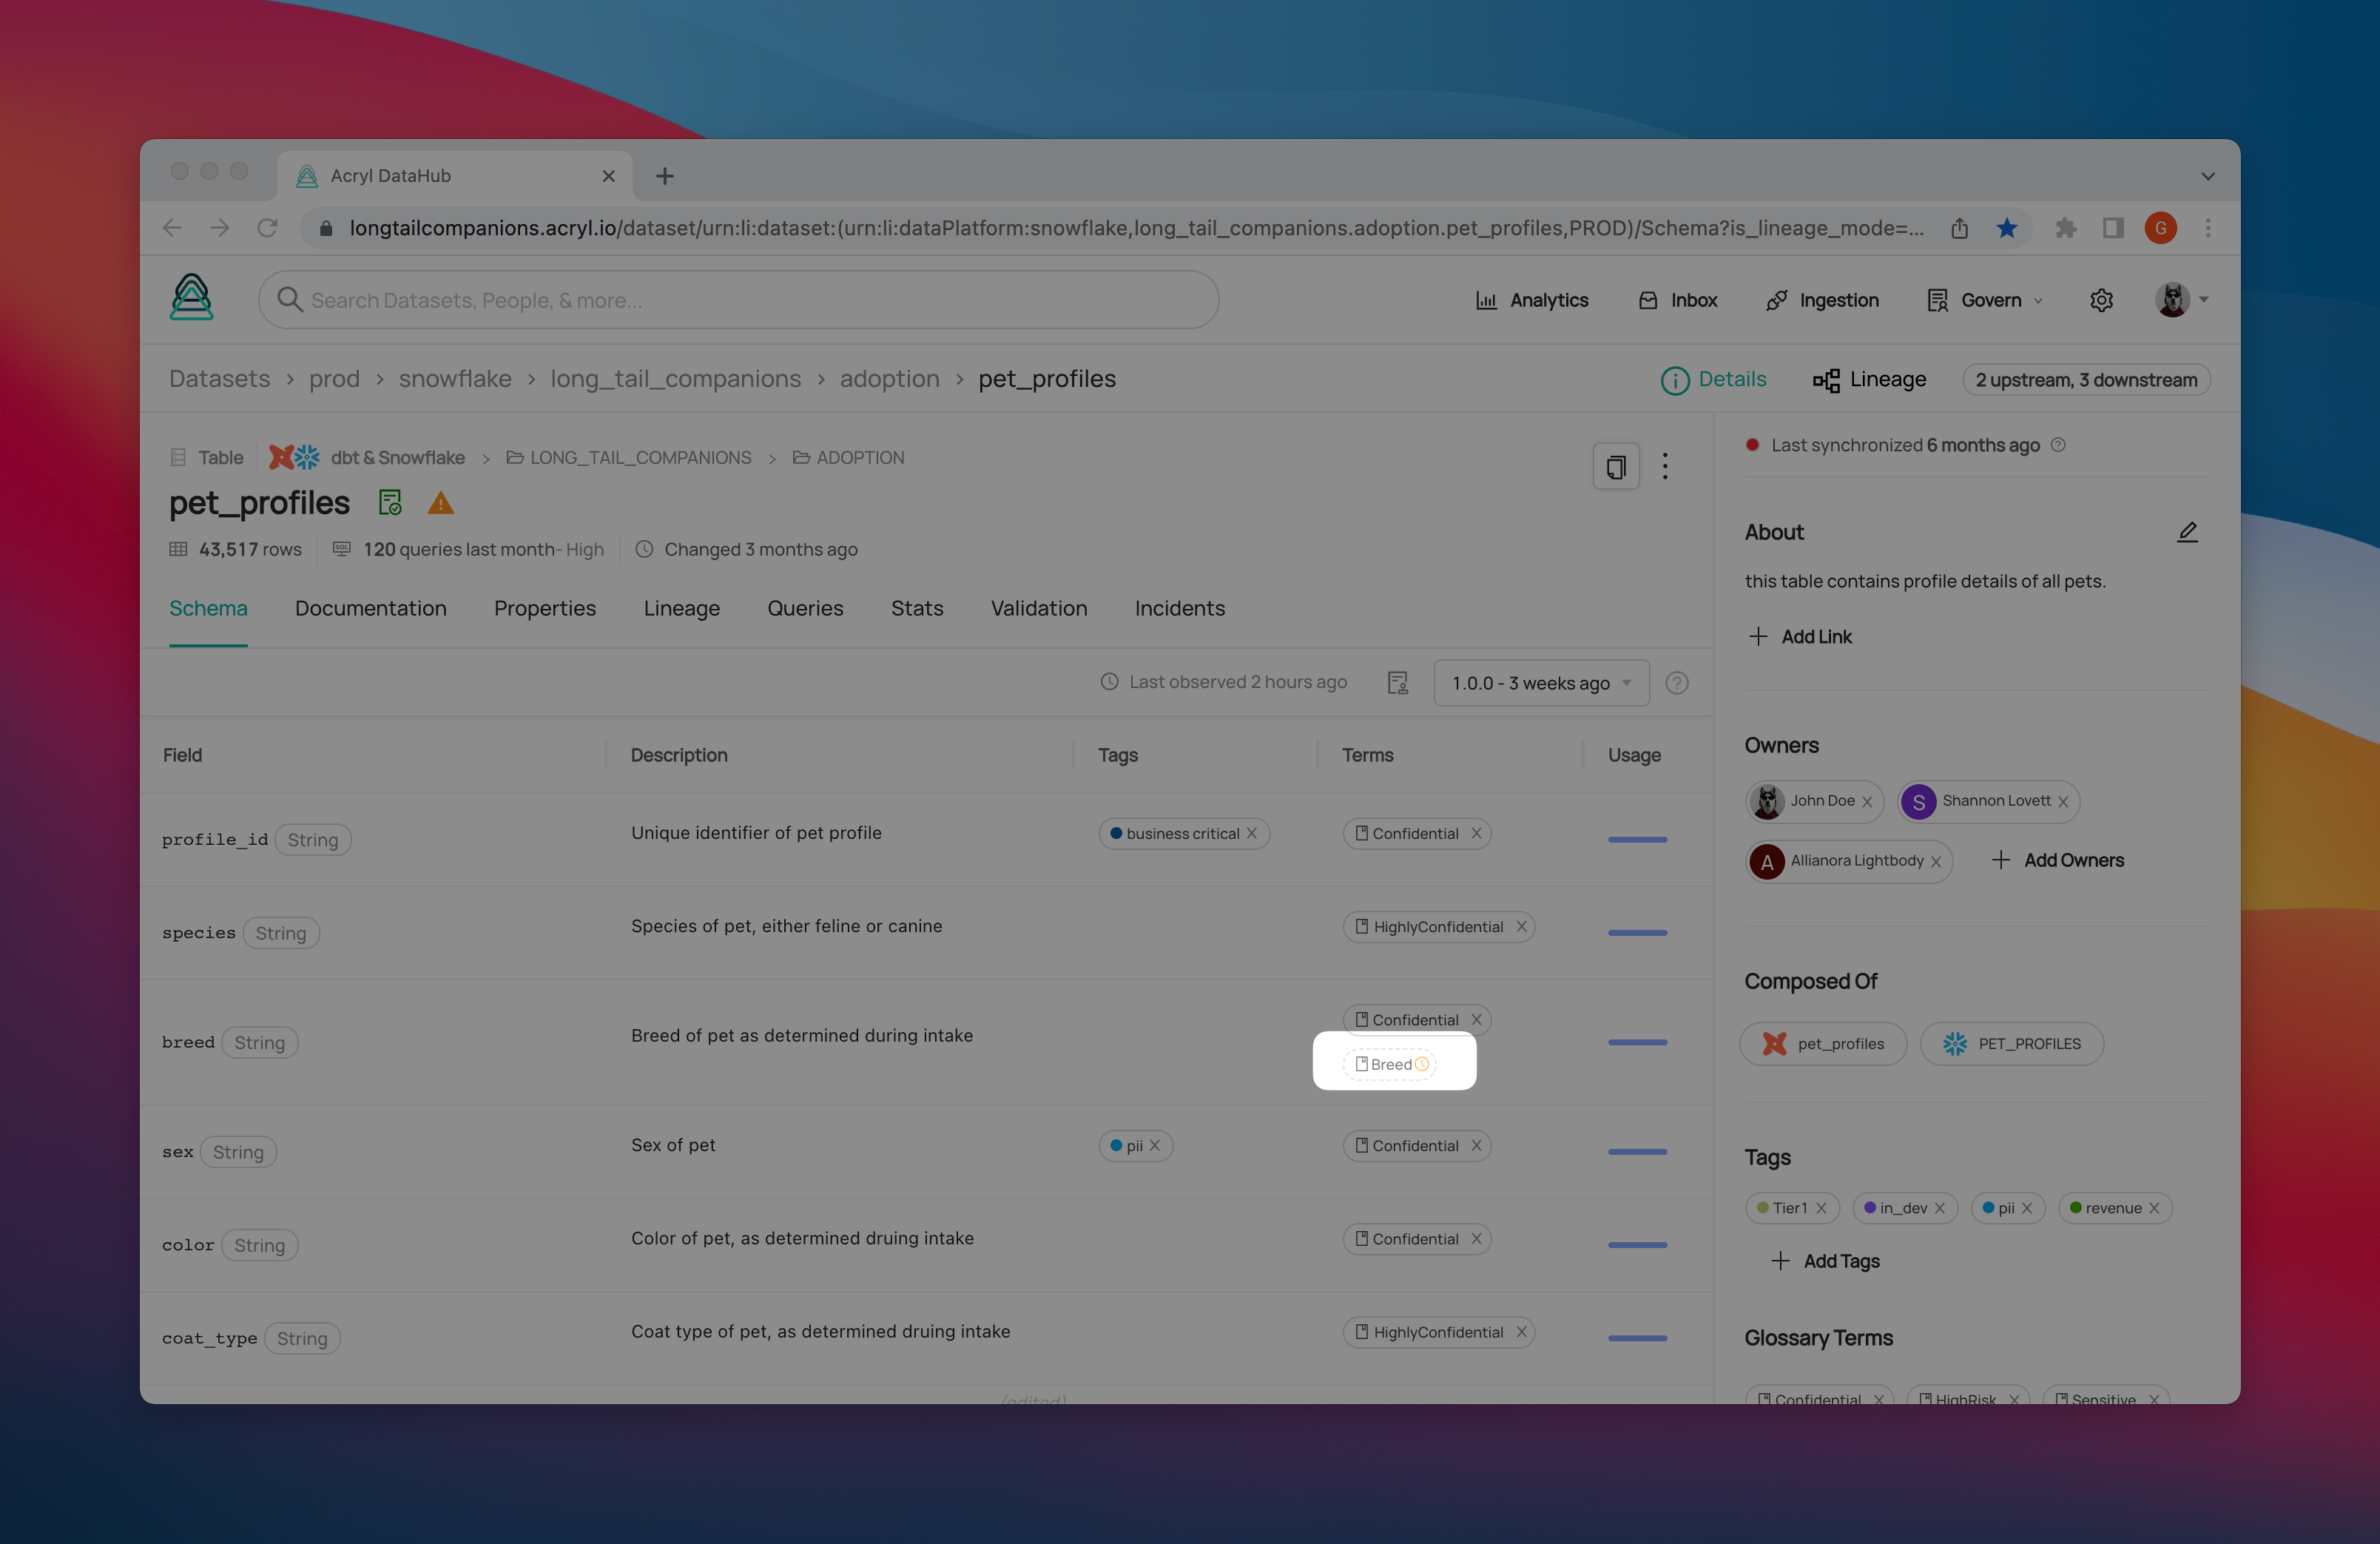 Acryl DataHub
longtailcompanions.acryl.io/dataset/urn:li:dataset:(urn:li:dataPlatform:snowflake,long_tail_companions.adoption.pet_profiles,PROD)/Schema?is_lineage_mode=...
G
Search Datasets, People, & more...
Analytics
Inbox
Ingestion
Govern
Datasets > prod > snowflake > long_tail_companions > adoption > pet_profiles
Details
Lineage
2 upstream, 3 downstream
Table
dbt & Snowflake > LONG_TAIL_COMPANIONS > ADOPTION
pet_profiles
43,517 rows
SQL
120 queries last month- High
Changed 3 months ago
Schema Documentation Properties Lineage Queries Stats Validation Incidents
Last observed 2 hours ago
1.0.0 - 3 weeks ago
Field Description Tags Terms Usage
profile_id String Unique identifier of pet profile business critical Confidential
species String Species of pet, either feline or canine HighlyConfidential
breed String Breed of pet as determined during intake Confidential
Breed
sex String Sex of pet pii Confidential
color String Color of pet, as determined druing intake Confidential
coat_type String Coat type of pet, as determined druing intake HighlyConfidential
(edited)
Last synchronized 6 months ago
About
this table contains profile details of all pets.
Add Link
Owners
John Doe
S Shannon Lovett
A Allianora Lightbody
Add Owners
Composed Of
pet_profiles
PET_PROFILES
Tags
Tier1 in_dev pii revenue
Add Tags
Glossary Terms
Confidential HighRisk Sensitive